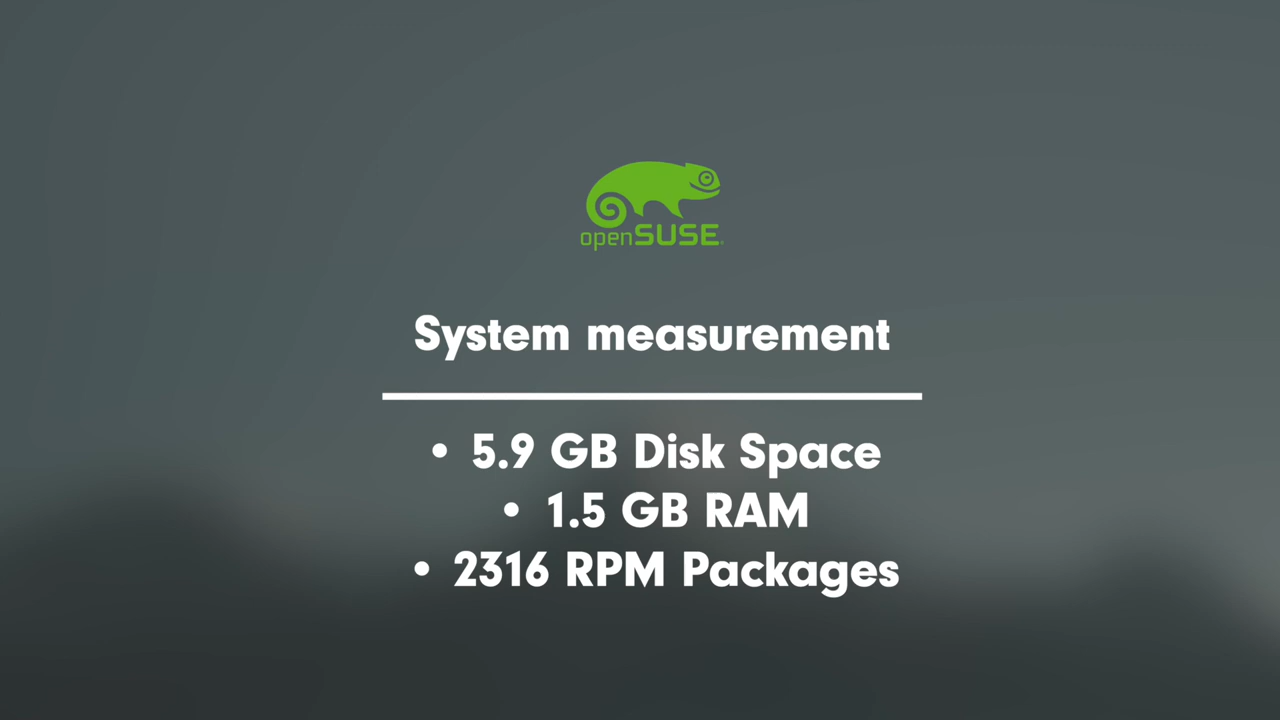 openSUSE
System measurement
• 5.9 GB Disk Space
• 1.5 GB RAM
• 2316 RPM Packages